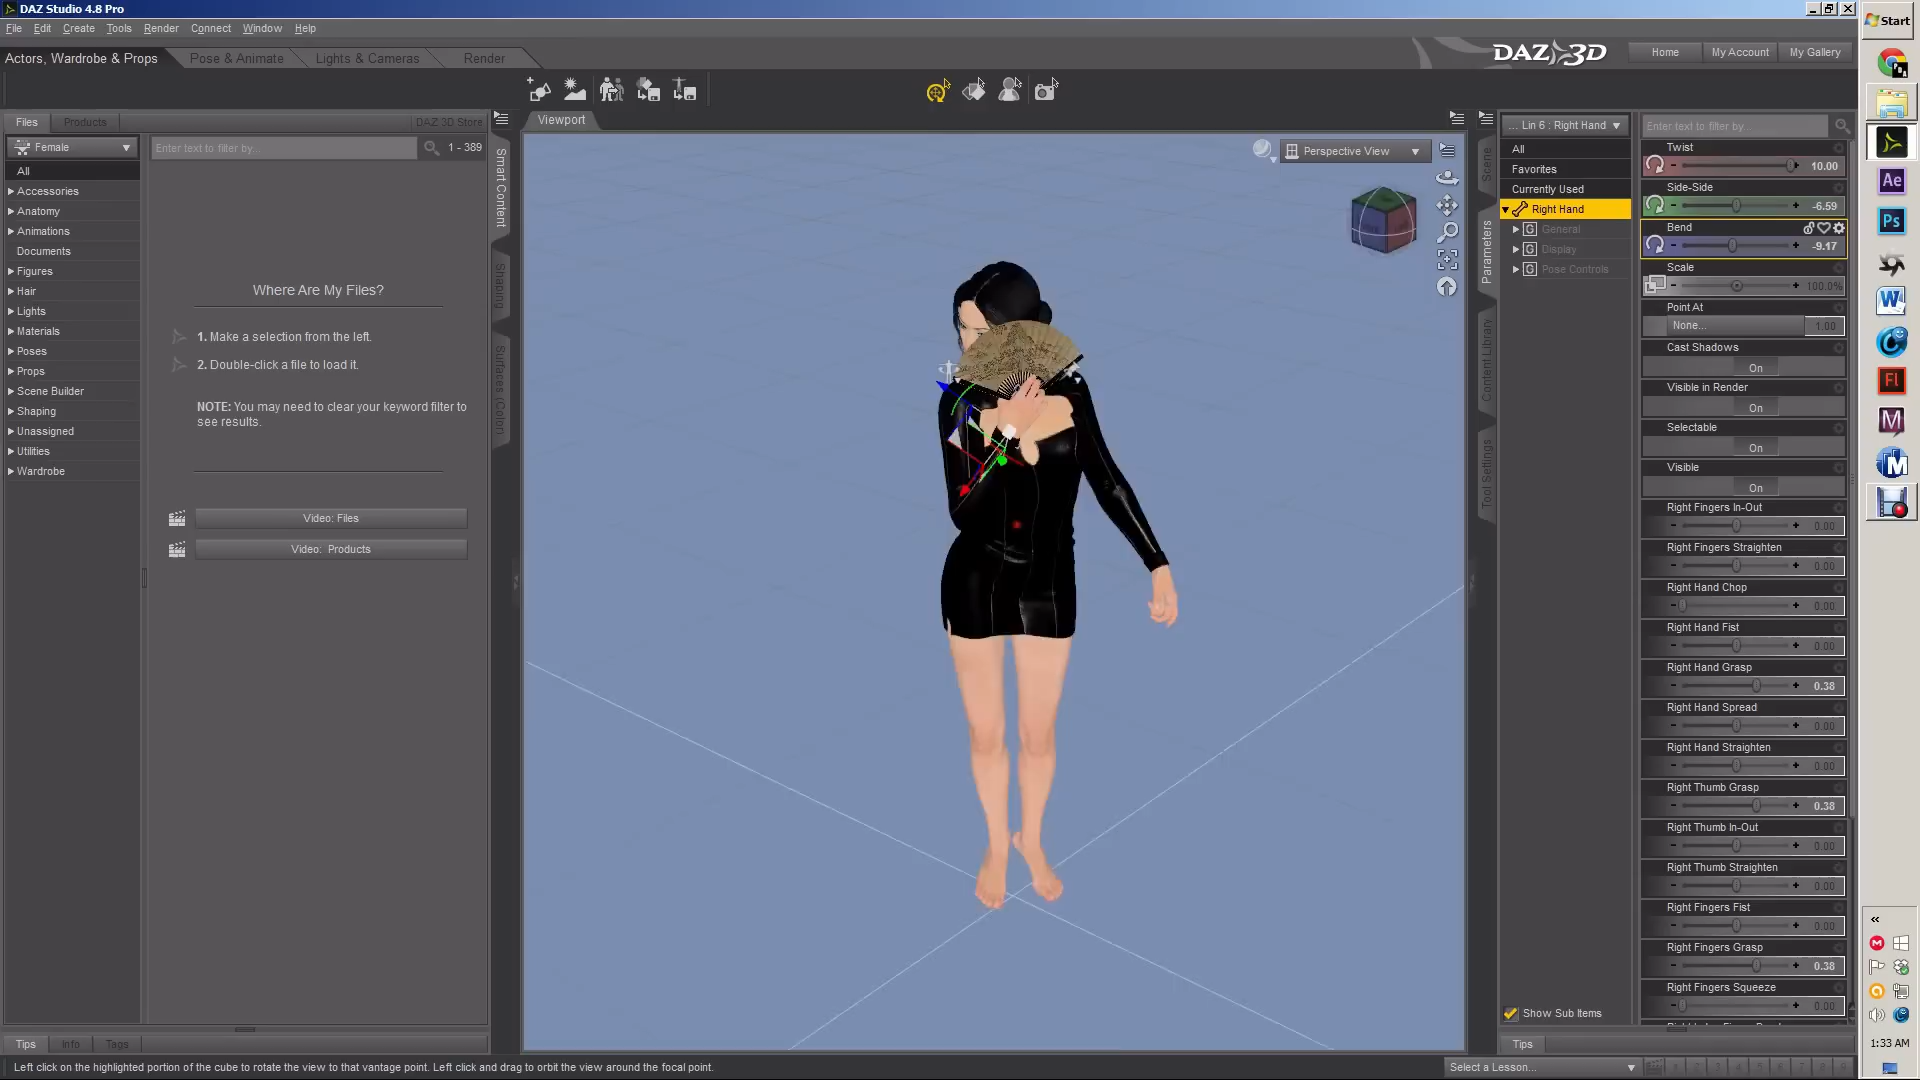 DAZ Studio 4.8 Pro
File Edit Create Tools Render Connect Window Help
Actors, Wardrobe & Props Pose & Animate Lights & Cameras Render
DAZ 3D
Home My Account My Gallery
Start
Files Products DAZ 3D Store
Female
Enter text to filter by...
1 - 389
All
Accessories
Anatomy
Animations
Documents
Figures
Hair
Lights
Materials
Poses
Props
Scene Builder
Shaping
Unassigned
Utilities
Wardrobe
Where Are My Files?
1. Make a selection from the left.
2. Double-click a file to load it.
NOTE: You may need to clear your keyword filter to
see results.
Video: Files
Video: Products
Smart Content
Shaping
Surfaces (Color)
Viewport
Perspective View
Scene
Parameters
Content Library
Tool Settings
... Lin 6 : Right Hand
All
Favorites
Currently Used
Right Hand
G General
G Display
G Pose Controls
Show Sub Items
Enter text to filter by...
Twist
10.00
Side-Side
-6.59
Bend
-9.17
Scale
100.0%
Point At
None... 1.00
Cast Shadows
On
Visible in Render
On
Selectable
On
Visible
On
Right Fingers In-Out
0.00
Right Fingers Straighten
0.00
Right Hand Chop
0.00
Right Hand Fist
0.00
Right Hand Grasp
0.38
Right Hand Spread
0.00
Right Hand Straighten
0.00
Right Thumb Grasp
0.38
Right Thumb In-Out
0.00
Right Thumb Straighten
0.00
Right Fingers Fist
0.00
Right Fingers Grasp
0.38
Right Fingers Squeeze
0.00
Ae
Ps
W
Fl
M
M
Tips Info Tags
Tips
Left click on the highlighted portion of the cube to rotate the view to that vantage point. Left click and drag to orbit the view around the focal point.
Select a Lesson...
1:33 AM